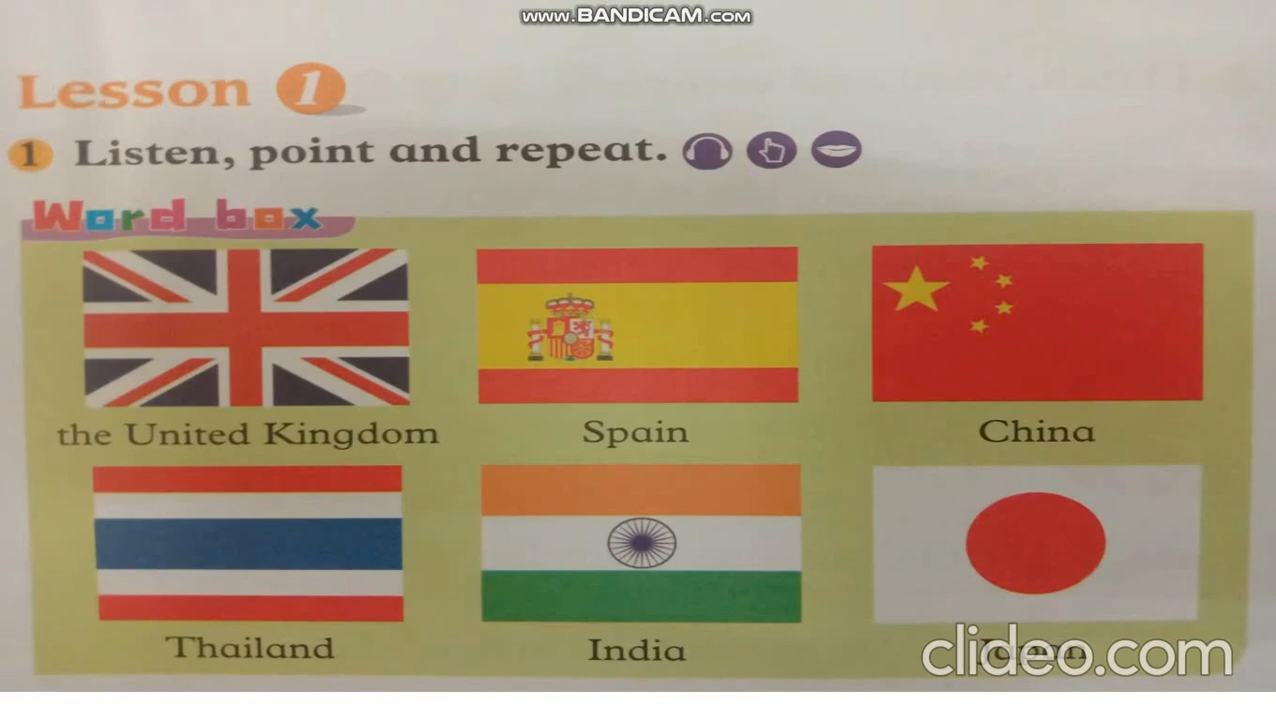 www.BANDICAM.com
Lesson 1
1 Listen, point and repeat.
Word box
the United Kingdom
Spain
China
Thailand
India
Japan
clideo.com